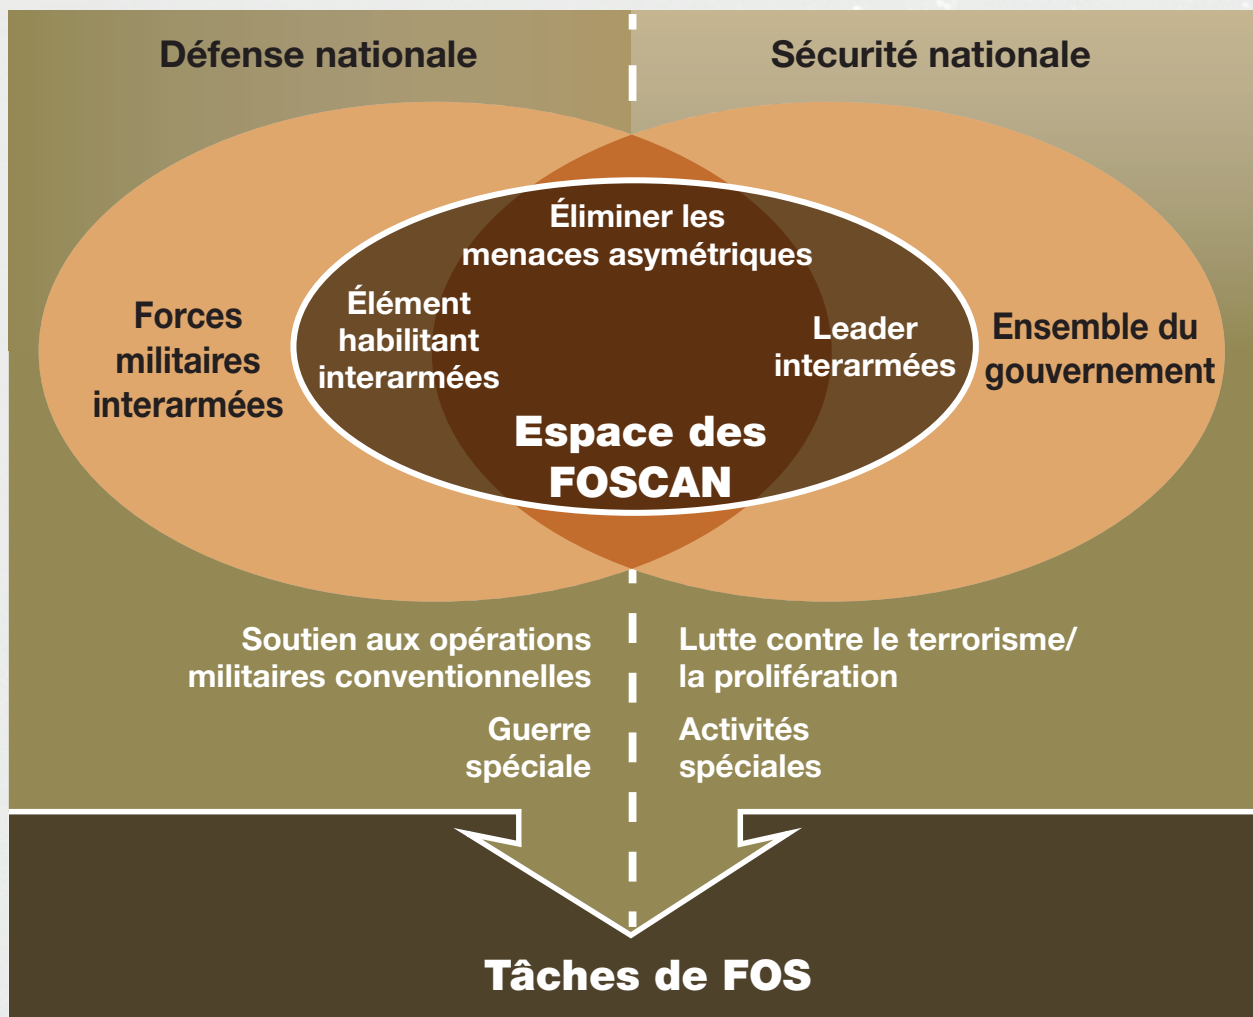 Défense nationale
Sécurité nationale
Éliminer les
menaces asymétriques
Forces
militaires
interarmées
Élément
habilitant
interarmées
Leader
interarmées
Ensemble du
gouvernement
Espace des
FOSCAN
Soutien aux opérations
militaires conventionnelles
Guerre
spéciale
Lutte contre le terrorisme/
la prolifération
Activités
spéciales
Tâches de FOS